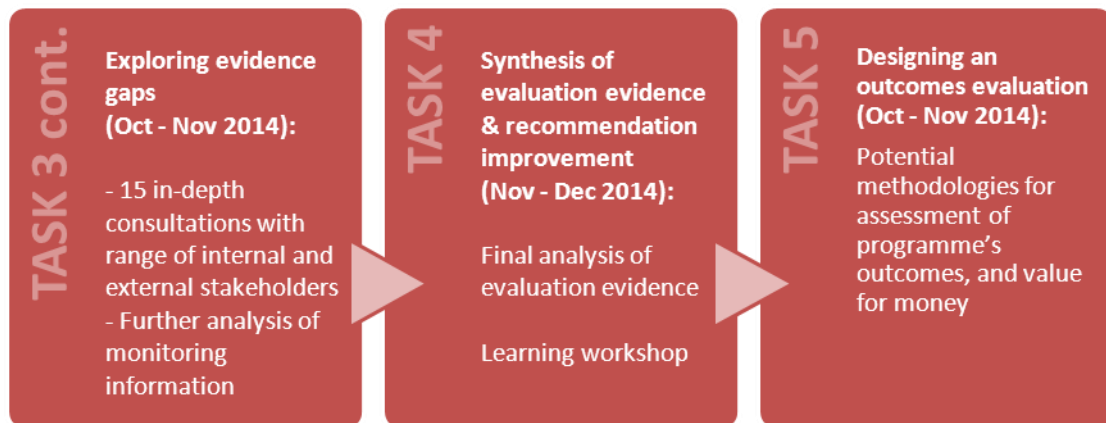 TASK 3 cont.
Exploring evidence
gaps
(Oct - Nov 2014):
- 15 in-depth
consultations with
range of internal and
external stakeholders
- Further analysis of
monitoring
information
TASK 4
Synthesis of
evaluation evidence
& recommendation
improvement
(Nov - Dec 2014):
Final analysis of
evaluation evidence
Learning workshop
TASK 5
Designing an
outcomes evaluation
(Oct - Nov 2014):
Potential
methodologies for
assessment of
programme’s
outcomes, and value
for money